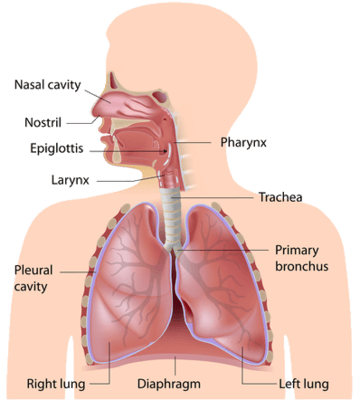 Nasal cavity
Nostril
Epiglottis
Pharynx
Larynx
Trachea
Primary
bronchus
Pleural
cavity
Right lung
Diaphragm
Left lung